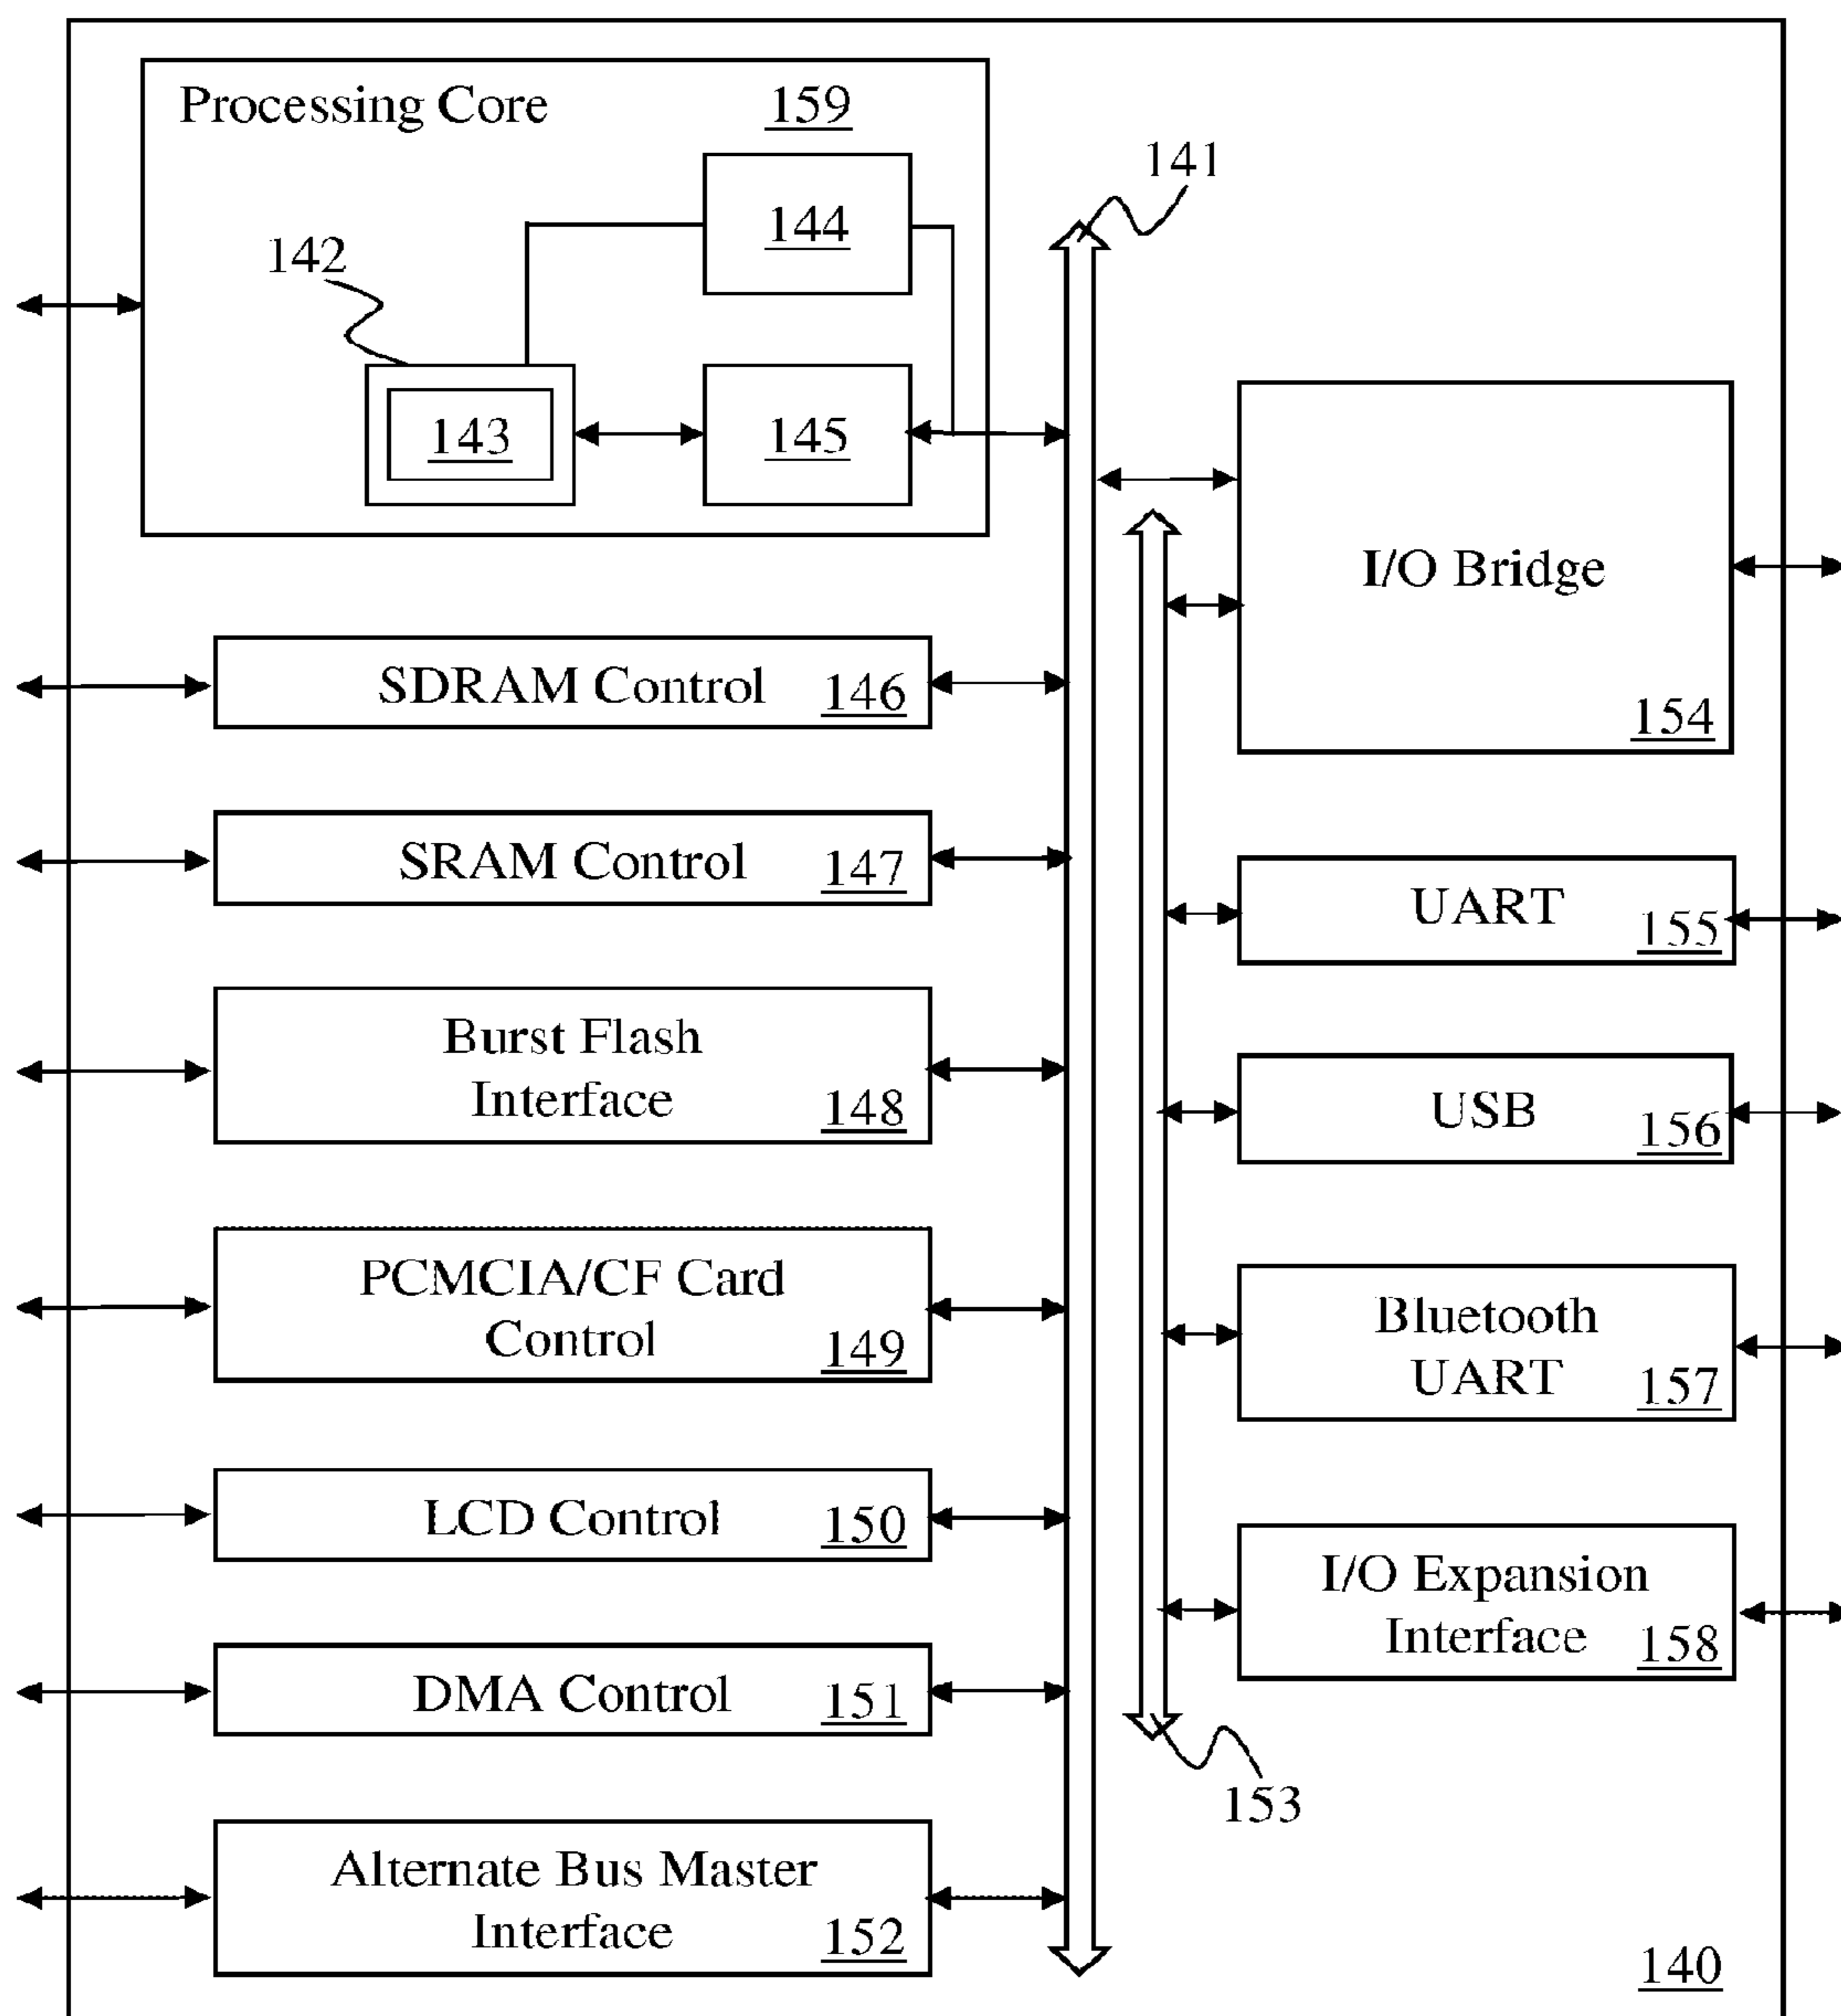 Processing Core 159
144
142
143
145
141
SDRAM Control 146
SRAM Control 147
Burst Flash
Interface 148
PCMCIA/CF Card
Control 149
LCD Control 150
DMA Control 151
Alternate Bus Master
Interface 152
I/O Bridge
154
UART 155
USB 156
Bluetooth
UART 157
I/O Expansion
Interface 158
153
140